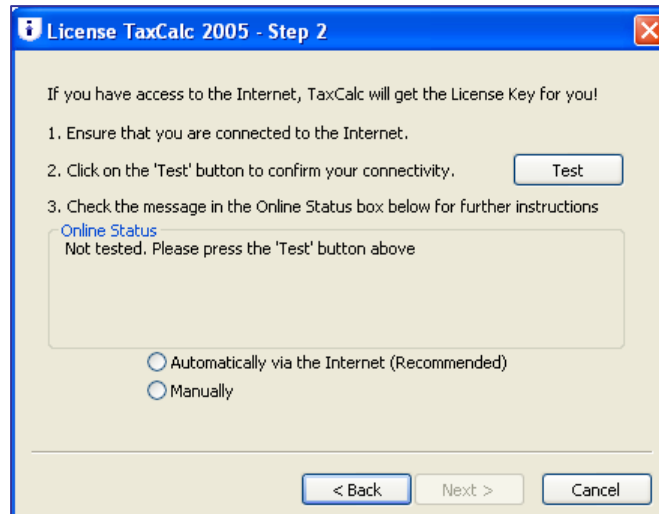 License TaxCalc 2005 - Step 2
If you have access to the Internet, TaxCalc will get the License Key for you!
1. Ensure that you are connected to the Internet.
2. Click on the 'Test' button to confirm your connectivity.
Test
3. Check the message in the Online Status box below for further instructions
Online Status
Not tested. Please press the 'Test' button above
Automatically via the Internet (Recommended)
Manually
< Back
Next >
Cancel